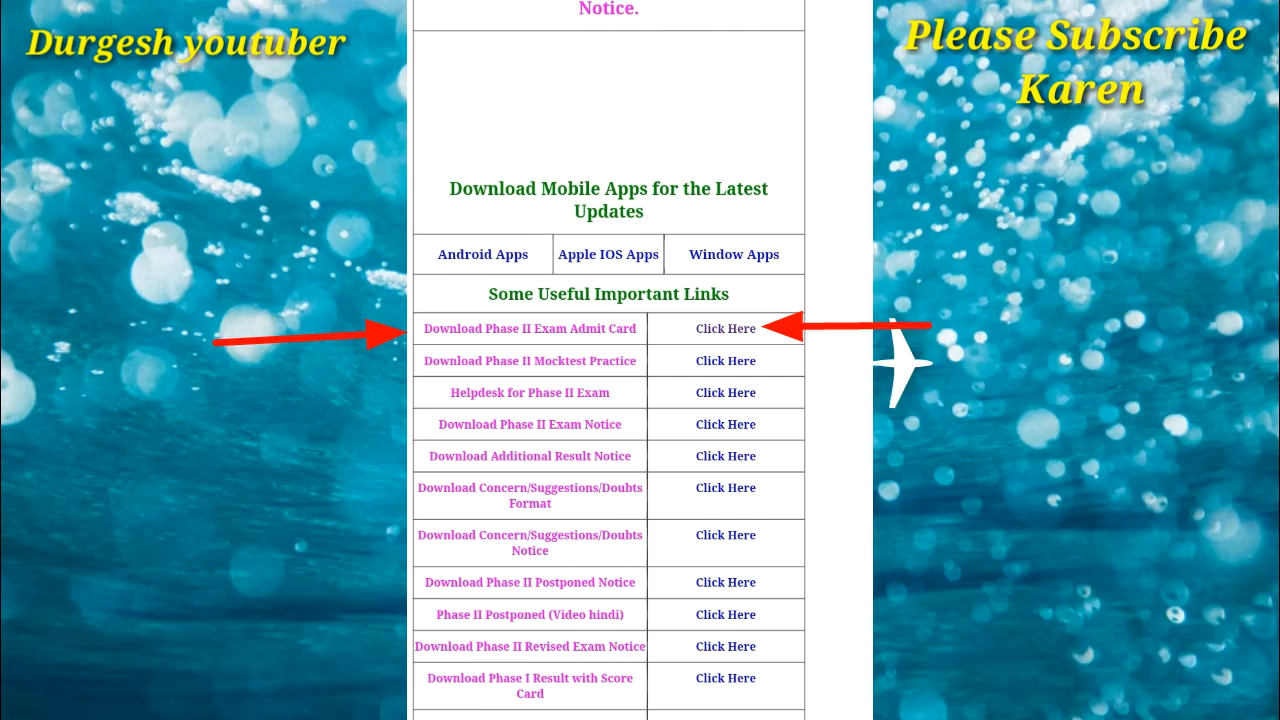 Durgesh youtuber
Please Subscribe
Karen
Notice.
Download Mobile Apps for the Latest
Updates
Android Apps
Apple IOS Apps
Window Apps
Some Useful Important Links
Download Phase II Exam Admit Card
Click Here
Download Phase II Mocktest Practice
Click Here
Helpdesk for Phase II Exam
Click Here
Download Phase II Exam Notice
Click Here
Download Additional Result Notice
Click Here
Download Concern/Suggestions/Doubts
Format
Click Here
Download Concern/Suggestions/Doubts
Notice
Click Here
Download Phase II Postponed Notice
Click Here
Phase II Postponed (Video hindi)
Click Here
Download Phase II Revised Exam Notice
Click Here
Download Phase I Result with Score
Card
Click Here